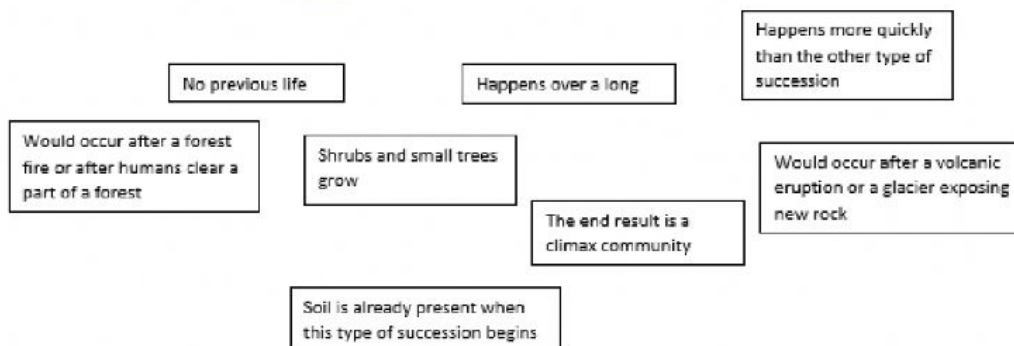 Happens more quickly
than the other type of
succession
No previous life
Happens over a long
Would occur after a forest
fire or after humans clear a
part of a forest
Shrubs and small trees
grow
Would occur after a volcanic
eruption or a glacier exposing
new rock
The end result is a
climax community
Soil is already present when
this type of succession begins